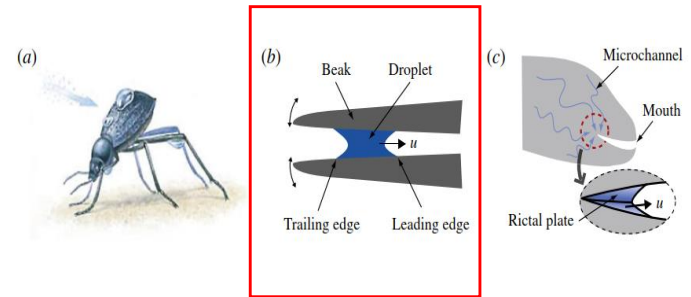 (a)
(b)
Beak
Droplet
u
Trailing edge
Leading edge
(c)
Microchannel
Mouth
Rictal plate
u